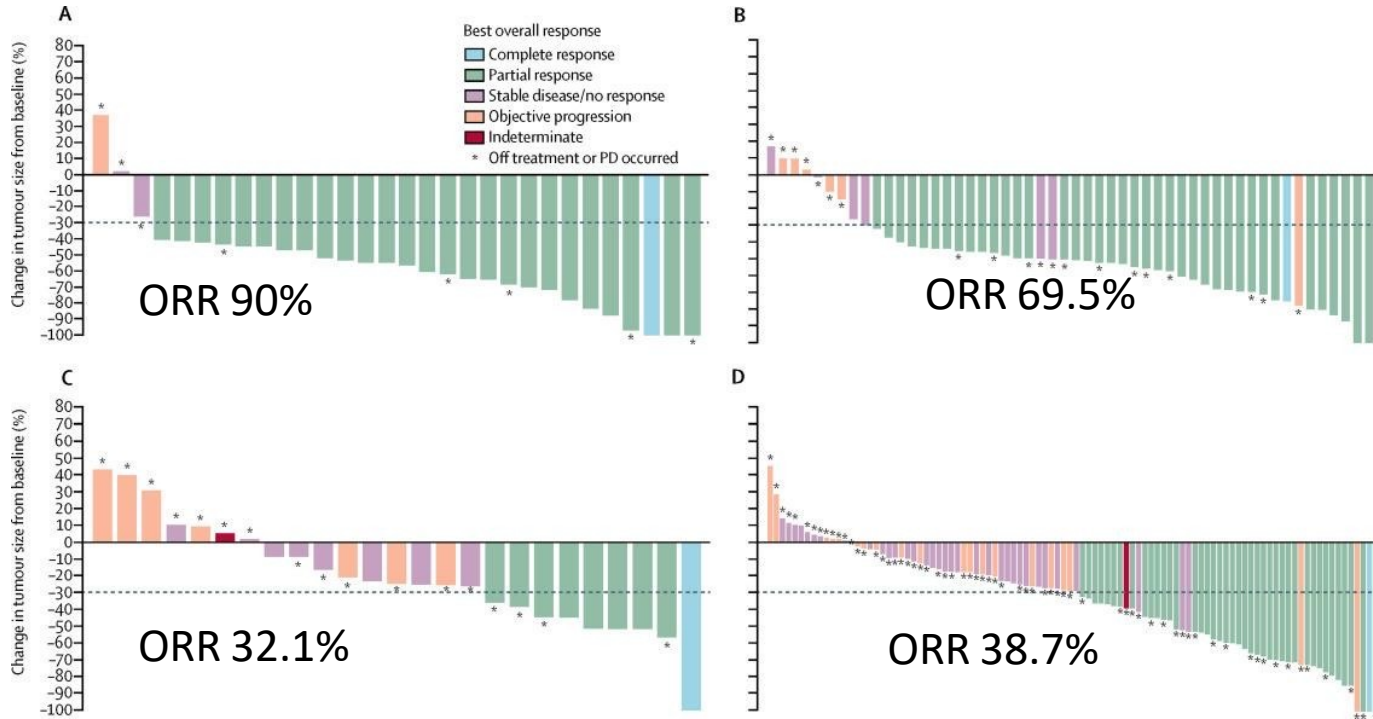 A
Change in tumour size from baseline (%)
80
70
60
50
40
30
20
10
0
-10
-20
-30
-40
-50
-60
-70
-80
-90
-100
Best overall response
Complete response
Partial response
Stable disease/no response
Objective progression
Indeterminate
* Off treatment or PD occurred
ORR 90%
B
ORR 69.5%
C
Change in tumour size from baseline (%)
80
70
60
50
40
30
20
10
0
-10
-20
-30
-40
-50
-60
-70
-80
-90
-100
ORR 32.1%
D
ORR 38.7%